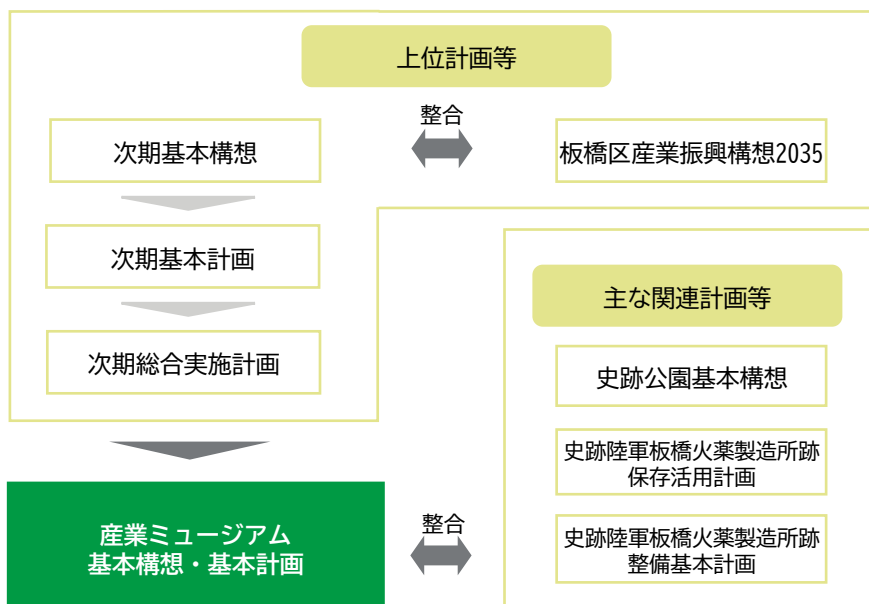 上位計画等
次期基本構想
整合
板橋区産業振興構想2035
次期基本計画
次期総合実施計画
主な関連計画等
史跡公園基本構想
史跡陸軍板橋火薬製造所跡
保存活用計画
史跡陸軍板橋火薬製造所跡
整備基本計画
産業ミュージアム
基本構想・基本計画
整合